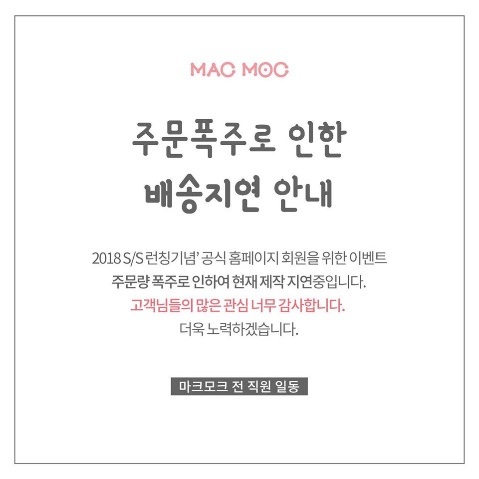 MAC MOC
주문폭주로 인한
배송지연 안내
2018 S/S 런칭기념' 공식 홈페이지 회원을 위한 이벤트
주문량 폭주로 인하여 현재 제작 지연중입니다.
고객님들의 많은 관심 너무 감사합니다.
더욱 노력하겠습니다.
마크모크 전 직원 일동